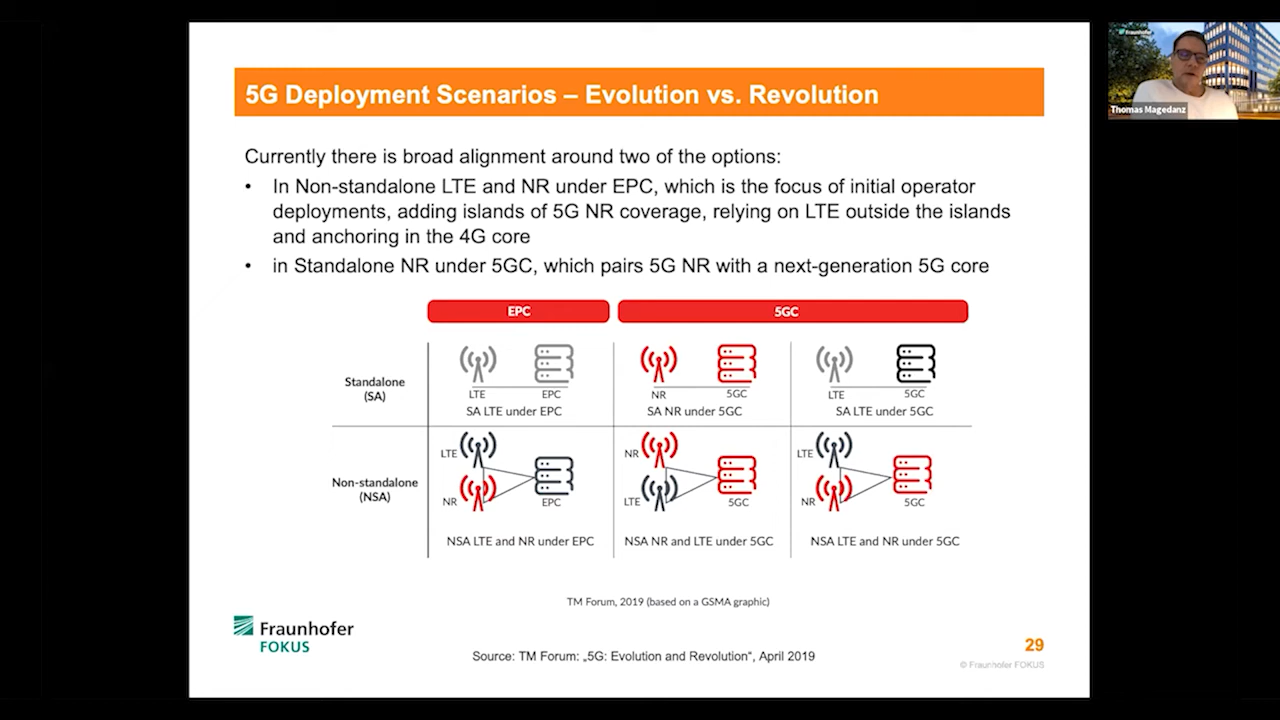 5G Deployment Scenarios – Evolution vs. Revolution
Fraunhofer
Thomas Magedanz
Currently there is broad alignment around two of the options:
• In Non-standalone LTE and NR under EPC, which is the focus of initial operator
deployments, adding islands of 5G NR coverage, relying on LTE outside the islands
and anchoring in the 4G core
• in Standalone NR under 5GC, which pairs 5G NR with a next-generation 5G core
EPC
5GC
Standalone
(SA)
LTE
EPC
SA LTE under EPC
NR
5GC
SA NR under 5GC
LTE
5GC
SA LTE under 5GC
Non-standalone
(NSA)
LTE
NR
EPC
NSA LTE and NR under EPC
NR
LTE
5GC
NSA NR and LTE under 5GC
LTE
NR
5GC
NSA LTE and NR under 5GC
TM Forum, 2019 (based on a GSMA graphic)
Fraunhofer
FOKUS
Source: TM Forum: „5G: Evolution and Revolution“, April 2019
29
© Fraunhofer FOKUS